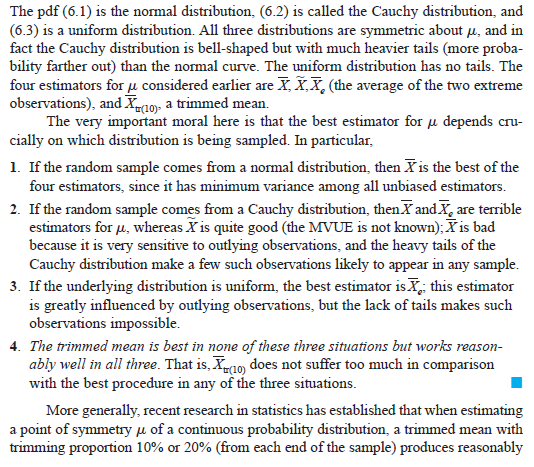 The pdf (6.1) is the normal distribution, (6.2) is called the Cauchy distribution, and
(6.3) is a uniform distribution. All three distributions are symmetric about μ, and in
fact the Cauchy distribution is bell-shaped but with much heavier tails (more proba-
bility farther out) than the normal curve. The uniform distribution has no tails. The
four estimators for μ considered earlier are X̅, X̃, X̅ₑ (the average of the two extreme
observations), and X̅tr(10), a trimmed mean.
The very important moral here is that the best estimator for μ depends cru-
cially on which distribution is being sampled. In particular,
1. If the random sample comes from a normal distribution, then X̅ is the best of the
four estimators, since it has minimum variance among all unbiased estimators.
2. If the random sample comes from a Cauchy distribution, then X̅ and X̅ₑ are terrible
estimators for μ, whereas X̃ is quite good (the MVUE is not known); X̅ is bad
because it is very sensitive to outlying observations, and the heavy tails of the
Cauchy distribution make a few such observations likely to appear in any sample.
3. If the underlying distribution is uniform, the best estimator is X̅ₑ; this estimator
is greatly influenced by outlying observations, but the lack of tails makes such
observations impossible.
4. The trimmed mean is best in none of these three situations but works reason-
ably well in all three. That is, X̅tr(10) does not suffer too much in comparison
with the best procedure in any of the three situations.
More generally, recent research in statistics has established that when estimating
a point of symmetry μ of a continuous probability distribution, a trimmed mean with
trimming proportion 10% or 20% (from each end of the sample) produces reasonably